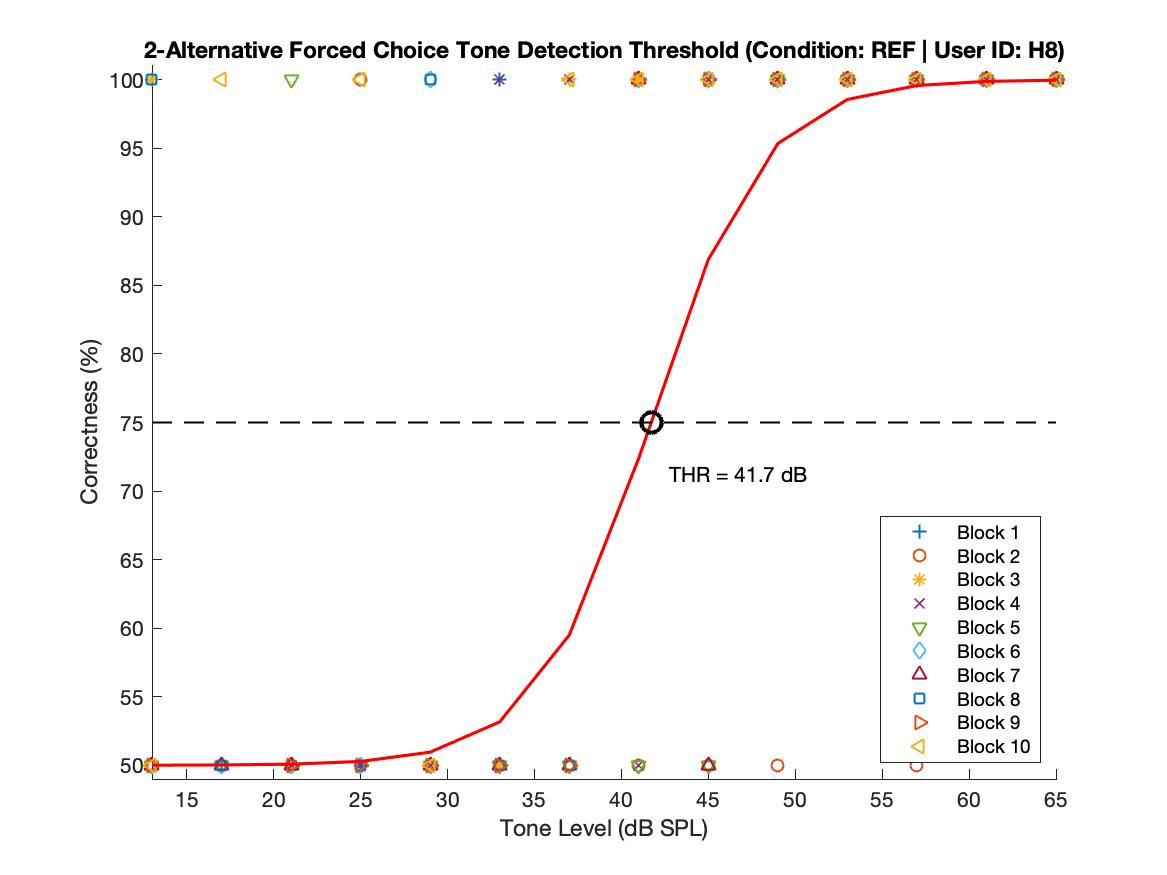 2-Alternative Forced Choice Tone Detection Threshold (Condition: REF | User ID: H8)
100
95
90
85
80
75
70
65
60
55
50
Correctness (%)
THR = 41.7 dB
Block 1
Block 2
Block 3
Block 4
Block 5
Block 6
Block 7
Block 8
Block 9
Block 10
15 20 25 30 35 40 45 50 55 60 65
Tone Level (dB SPL)